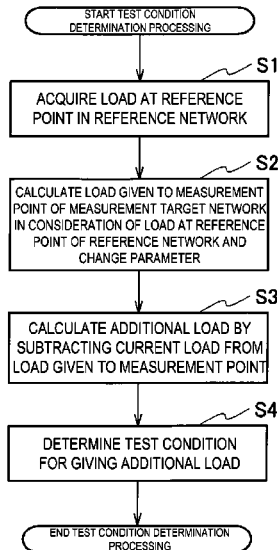 START TEST CONDITION
DETERMINATION PROCESSING
S1
ACQUIRE LOAD AT REFERENCE
POINT IN REFERENCE NETWORK
S2
CALCULATE LOAD GIVEN TO MEASUREMENT
POINT OF MEASUREMENT TARGET NETWORK
IN CONSIDERATION OF LOAD AT REFERENCE
POINT OF REFERENCE NETWORK AND
CHANGE PARAMETER
S3
CALCULATE ADDITIONAL LOAD BY
SUBTRACTING CURRENT LOAD FROM
LOAD GIVEN TO MEASUREMENT POINT
S4
DETERMINE TEST CONDITION
FOR GIVING ADDITIONAL LOAD
END TEST CONDITION DETERMINATION
PROCESSING